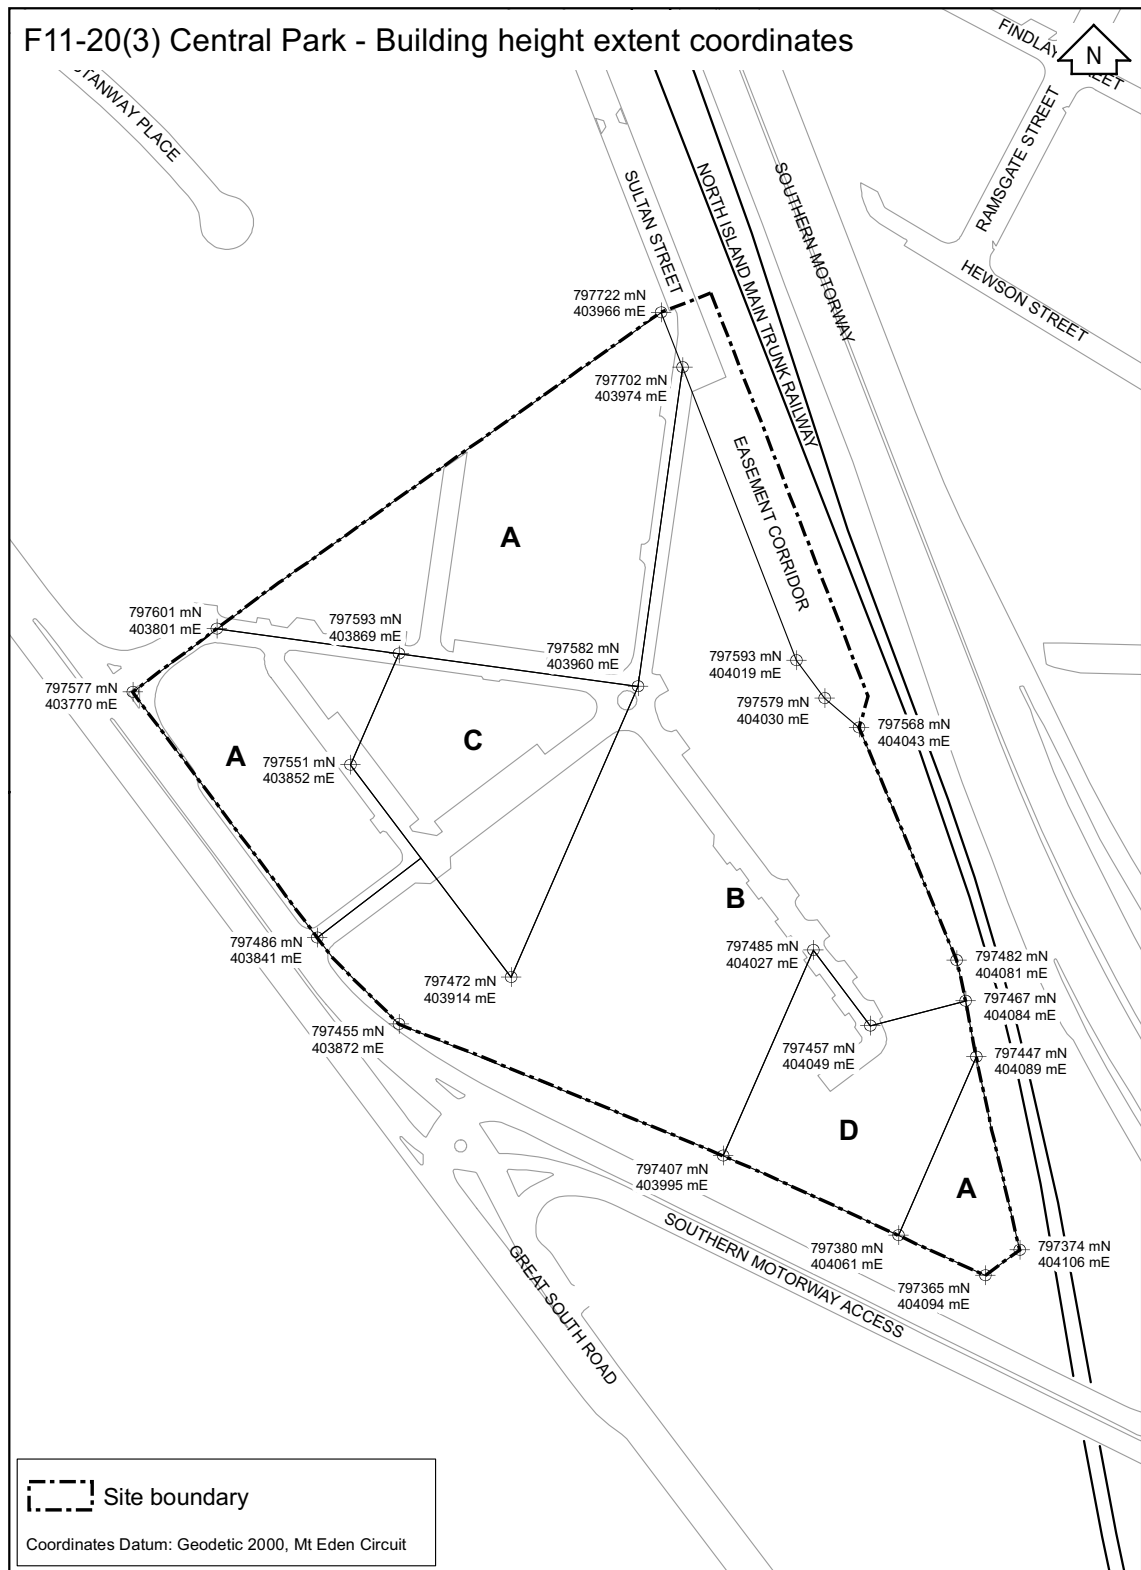 F11-20(3) Central Park - Building height extent coordinates
FINDLAY STREET
N
STANWAY PLACE
RAMSGATE STREET
SULTAN STREET
NORTH ISLAND MAIN TRUNK RAILWAY
SOUTHERN MOTORWAY
HEWSON STREET
797722 mN
403966 mE
797702 mN
403974 mE
EASEMENT CORRIDOR
A
797601 mN
403801 mE
797593 mN
403869 mE
797582 mN
403960 mE
797593 mN
404019 mE
797577 mN
403770 mE
797579 mN
404030 mE
797568 mN
404043 mE
C
A
797551 mN
403852 mE
B
797486 mN
403841 mE
797485 mN
404027 mE
797482 mN
404081 mE
797472 mN
403914 mE
797467 mN
404084 mE
797455 mN
403872 mE
797457 mN
404049 mE
797447 mN
404089 mE
D
797407 mN
403995 mE
A
797380 mN
404061 mE
797374 mN
404106 mE
797365 mN
404094 mE
SOUTHERN MOTORWAY ACCESS
GREAT SOUTH ROAD
Site boundary
Coordinates Datum: Geodetic 2000, Mt Eden Circuit